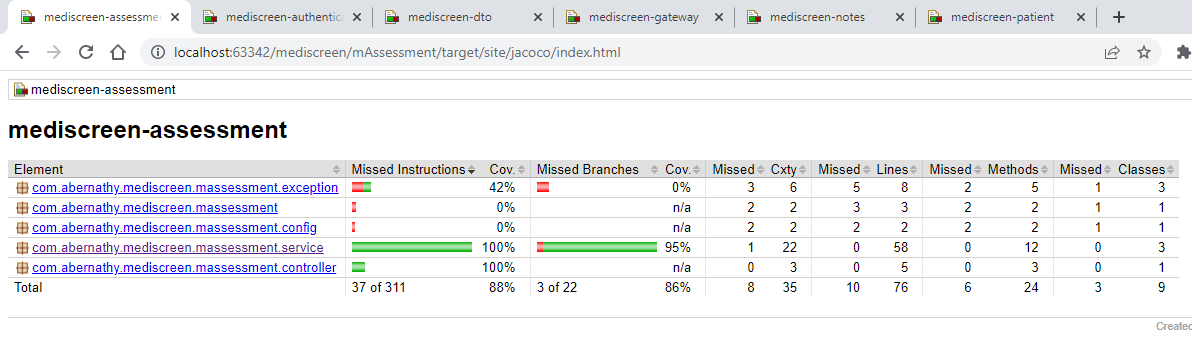 mediscreen-assessmen mediscreen-authentica mediscreen-dto mediscreen-gateway mediscreen-notes mediscreen-patient
localhost:63342/mediscreen/mAssessment/target/site/jacoco/index.html
mediscreen-assessment
mediscreen-assessment
Element Missed Instructions Cov. Missed Branches Cov. Missed Cxty Missed Lines Missed Methods Missed Classes
com.abernathy.mediscreen.massessment.exception 42% 0% 3 6 5 8 2 5 1 3
com.abernathy.mediscreen.massessment 0% n/a 2 2 3 3 2 2 1 1
com.abernathy.mediscreen.massessment.config 0% n/a 2 2 2 2 2 2 1 1
com.abernathy.mediscreen.massessment.service 100% 95% 1 22 0 58 0 12 0 3
com.abernathy.mediscreen.massessment.controller 100% n/a 0 3 0 5 0 3 0 1
Total 37 of 311 88% 3 of 22 86% 8 35 10 76 6 24 3 9
Created